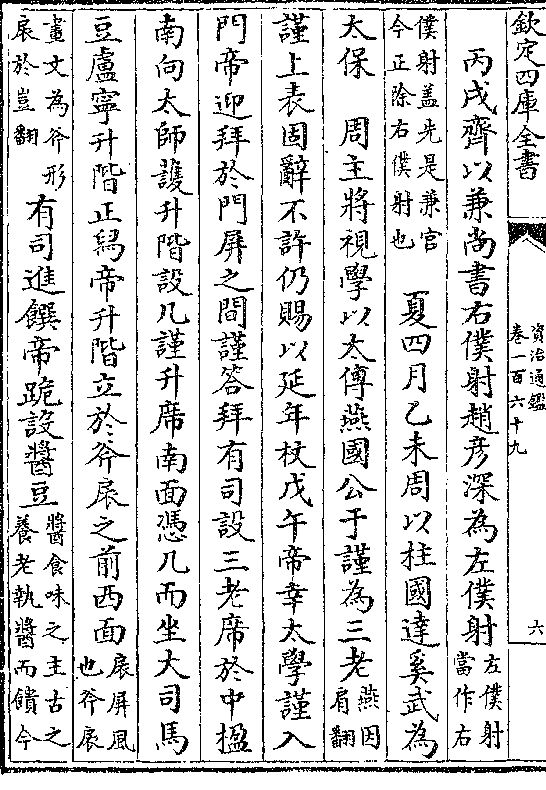 欽定四庫全書
資治通鑑
卷一百六十九
六
丙戌齊以兼尚書右僕射趙彦深為左僕射左僕射當作右
僕射盖先是兼官今正除右僕射也 夏四月乙未周以柱國達奚武為
太保 周主將視學以太傅燕國公于謹為三老燕因肩翻
謹上表固辭不許仍賜以延年杖戊午帝幸太學謹入
門帝迎拜於門屏之間謹答拜有司設三老席於中楹
南向太師護升階設几謹升席南面憑几而坐大司馬
豆盧寧升階正舄帝升階立於斧扆之前西面扆屏風也斧扆
畫文為斧形扆於豈翻 有司進饌帝跪設醬豆醬食味之主古之養老執醬而饋今